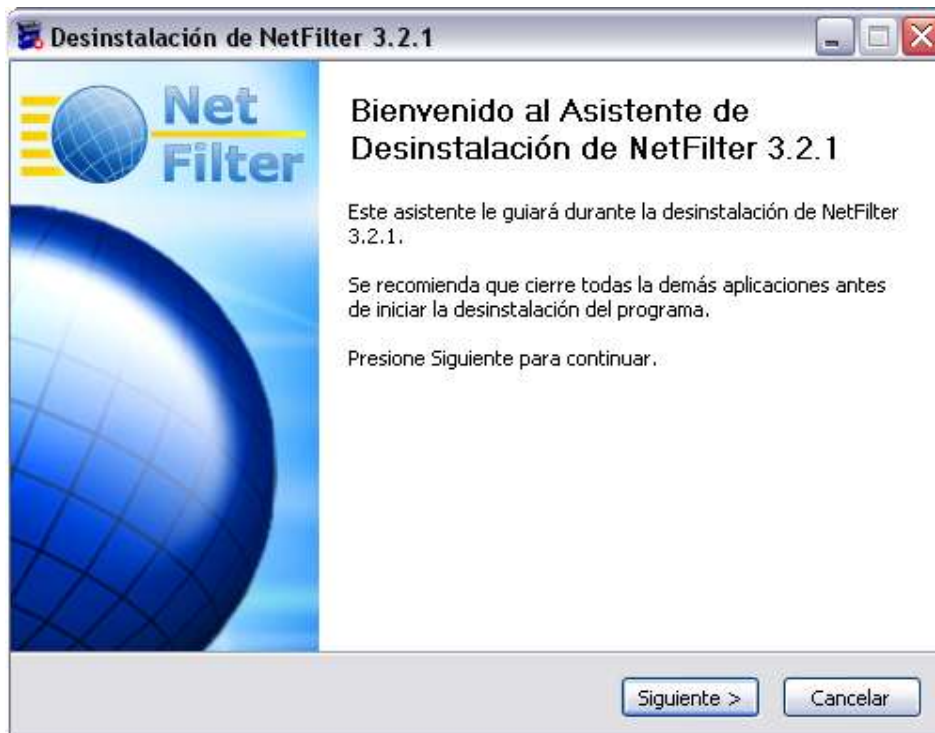 Desinstalación de NetFilter 3.2.1
Net
Filter
Bienvenido al Asistente de
Desinstalación de NetFilter 3.2.1
Este asistente le guiará durante la desinstalación de NetFilter
3.2.1.
Se recomienda que cierre todas la demás aplicaciones antes
de iniciar la desinstalación del programa.
Presione Siguiente para continuar.
Siguiente >
Cancelar